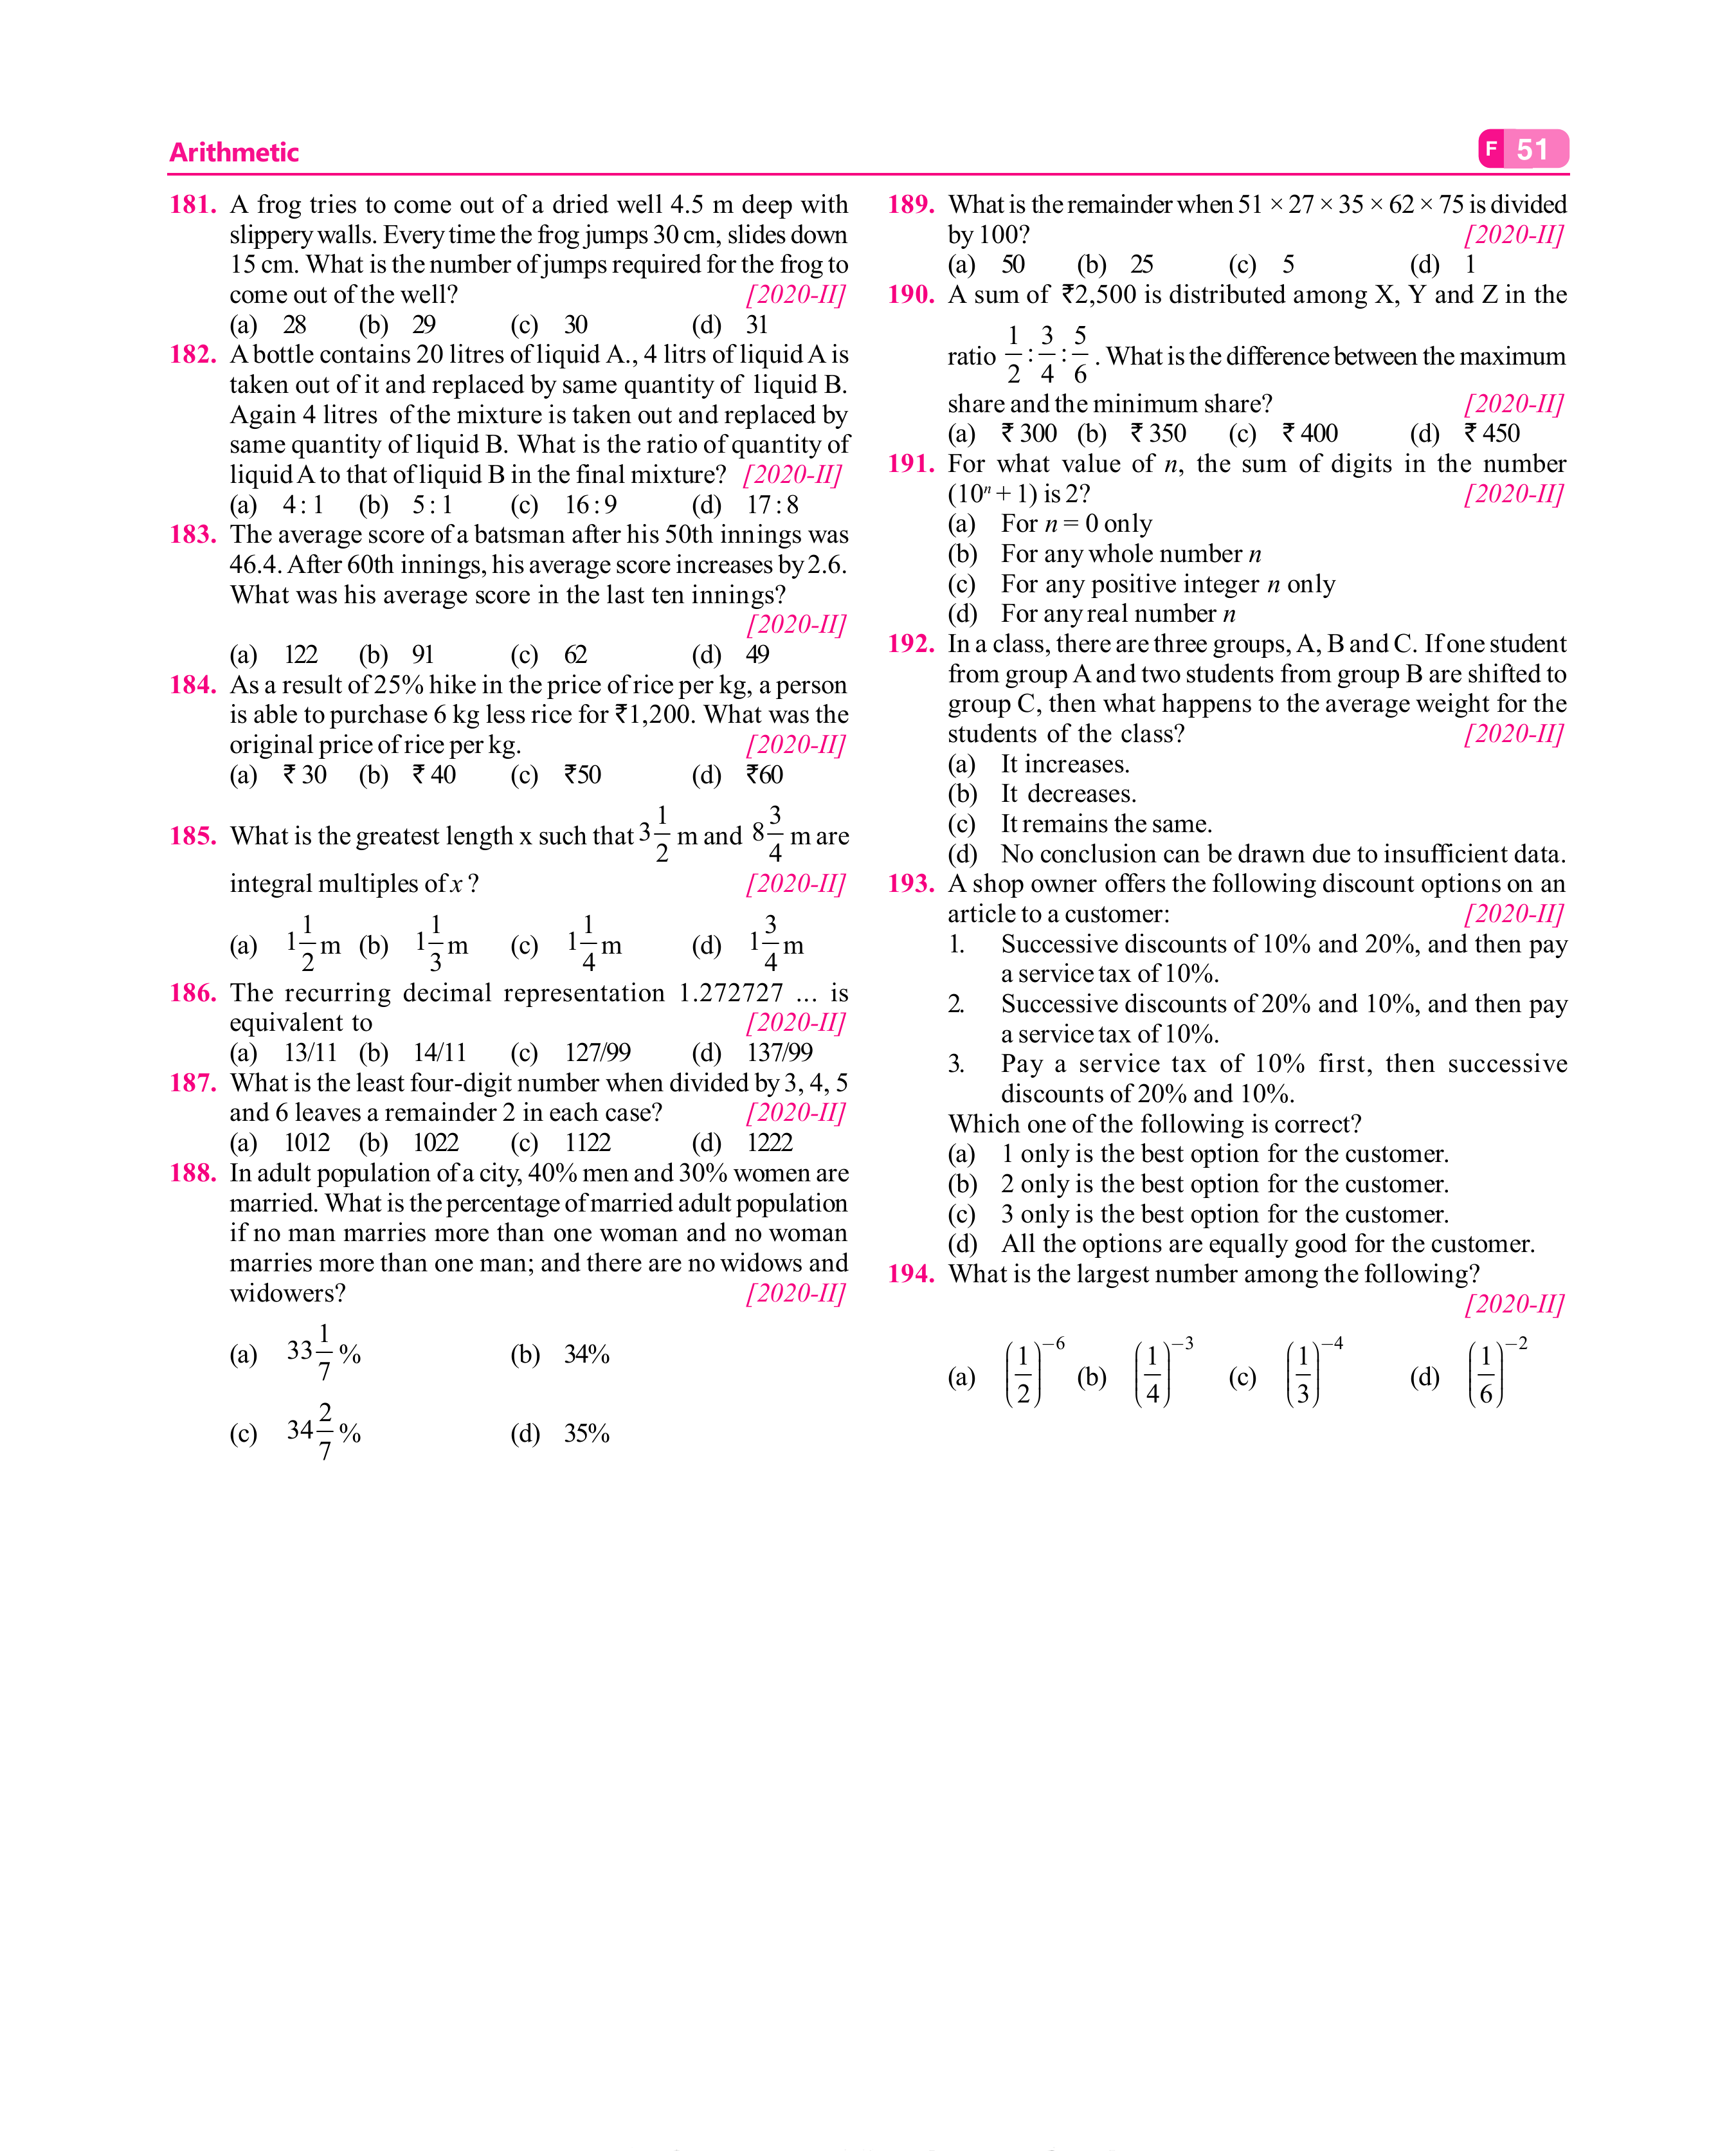 Arithmetic
F 51
181. A frog tries to come out of a dried well 4.5 m deep with
slippery walls. Every time the frog jumps 30 cm, slides down
15 cm. What is the number of jumps required for the frog to
come out of the well? [2020-II]
(a) 28 (b) 29 (c) 30 (d) 31
182. A bottle contains 20 litres of liquid A., 4 litrs of liquid A is
taken out of it and replaced by same quantity of liquid B.
Again 4 litres of the mixture is taken out and replaced by
same quantity of liquid B. What is the ratio of quantity of
liquid A to that of liquid B in the final mixture? [2020-II]
(a) 4 : 1 (b) 5 : 1 (c) 16 : 9 (d) 17 : 8
183. The average score of a batsman after his 50th innings was
46.4. After 60th innings, his average score increases by 2.6.
What was his average score in the last ten innings?
[2020-II]
(a) 122 (b) 91 (c) 62 (d) 49
184. As a result of 25% hike in the price of rice per kg, a person
is able to purchase 6 kg less rice for ₹1,200. What was the
original price of rice per kg. [2020-II]
(a) ₹ 30 (b) ₹ 40 (c) ₹50 (d) ₹60
185. What is the greatest length x such that 3 1/2 m and 8 3/4 m are
integral multiples of x ? [2020-II]
(a) 1 1/2 m (b) 1 1/3 m (c) 1 1/4 m (d) 1 3/4 m
186. The recurring decimal representation 1.272727 ... is
equivalent to [2020-II]
(a) 13/11 (b) 14/11 (c) 127/99 (d) 137/99
187. What is the least four-digit number when divided by 3, 4, 5
and 6 leaves a remainder 2 in each case? [2020-II]
(a) 1012 (b) 1022 (c) 1122 (d) 1222
188. In adult population of a city, 40% men and 30% women are
married. What is the percentage of married adult population
if no man marries more than one woman and no woman
marries more than one man; and there are no widows and
widowers? [2020-II]
(a) 33 1/7 % (b) 34%
(c) 34 2/7 % (d) 35%
189. What is the remainder when 51 × 27 × 35 × 62 × 75 is divided
by 100? [2020-II]
(a) 50 (b) 25 (c) 5 (d) 1
190. A sum of ₹2,500 is distributed among X, Y and Z in the
ratio 1/2 : 3/4 : 5/6 . What is the difference between the maximum
share and the minimum share? [2020-II]
(a) ₹ 300 (b) ₹ 350 (c) ₹ 400 (d) ₹ 450
191. For what value of n, the sum of digits in the number
(10ⁿ + 1) is 2? [2020-II]
(a) For n = 0 only
(b) For any whole number n
(c) For any positive integer n only
(d) For any real number n
192. In a class, there are three groups, A, B and C. If one student
from group A and two students from group B are shifted to
group C, then what happens to the average weight for the
students of the class? [2020-II]
(a) It increases.
(b) It decreases.
(c) It remains the same.
(d) No conclusion can be drawn due to insufficient data.
193. A shop owner offers the following discount options on an
article to a customer: [2020-II]
1. Successive discounts of 10% and 20%, and then pay
a service tax of 10%.
2. Successive discounts of 20% and 10%, and then pay
a service tax of 10%.
3. Pay a service tax of 10% first, then successive
discounts of 20% and 10%.
Which one of the following is correct?
(a) 1 only is the best option for the customer.
(b) 2 only is the best option for the customer.
(c) 3 only is the best option for the customer.
(d) All the options are equally good for the customer.
194. What is the largest number among the following?
[2020-II]
(a) (1/2)⁻⁶ (b) (1/4)⁻³ (c) (1/3)⁻⁴ (d) (1/6)⁻²